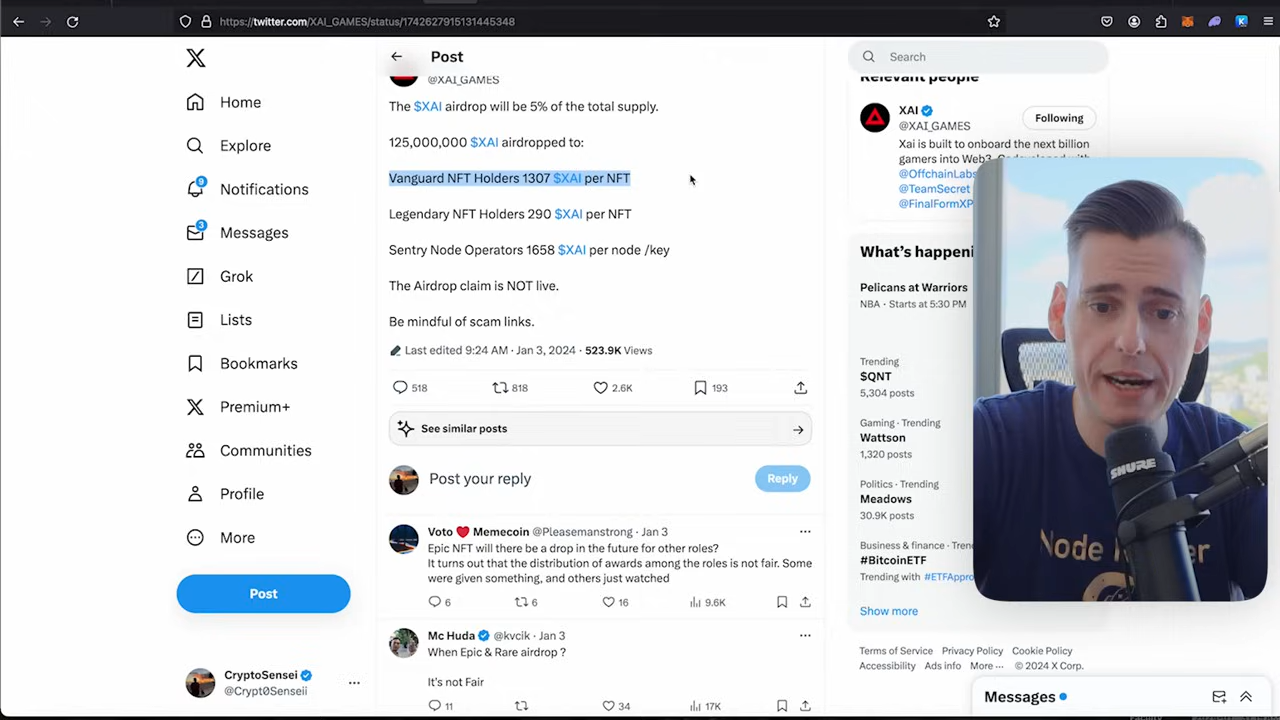 https://twitter.com/XAI_GAMES/status/1742627915131445348
Home
Explore
9
Notifications
3
Messages
Grok
Lists
Bookmarks
Premium+
Communities
Profile
More
Post
CryptoSensei
@Crypt0Senseii
Post
@XAI_GAMES
The $XAI airdrop will be 5% of the total supply.
125,000,000 $XAI airdropped to:
Vanguard NFT Holders 1307 $XAI per NFT
Legendary NFT Holders 290 $XAI per NFT
Sentry Node Operators 1658 $XAI per node /key
The Airdrop claim is NOT live.
Be mindful of scam links.
Last edited 9:24 AM · Jan 3, 2024 · 523.9K Views
518 818 2.6K 193
See similar posts
Post your reply
Reply
Voto ❤️ Memecoin @Pleasemanstrong · Jan 3
Epic NFT will there be a drop in the future for other roles?
It turns out that the distribution of awards among the roles is not fair. Some
were given something, and others just watched
6 6 16 9.6K
Mc Huda @kvcik · Jan 3
When Epic & Rare airdrop ?
It's not Fair
11 34 17K
Search
Relevant people
XAI
@XAI_GAMES
Following
Xai is built to onboard the next billion
gamers into Web3.
@OffchainLabs
@TeamSecret
@FinalFormXP
What's happeni
Pelicans at Warriors
NBA · Starts at 5:30 PM
Trending
$QNT
5,304 posts
Gaming · Trending
Wattson
1,320 posts
Politics · Trending
Meadows
30.9K posts
Business & finance · Tren
#BitcoinETF
Trending with #ETFAppro
Show more
Terms of Service Privacy Policy Cookie Policy
Accessibility Ads info More ··· © 2024 X Corp.
Messages
SHURE
Node